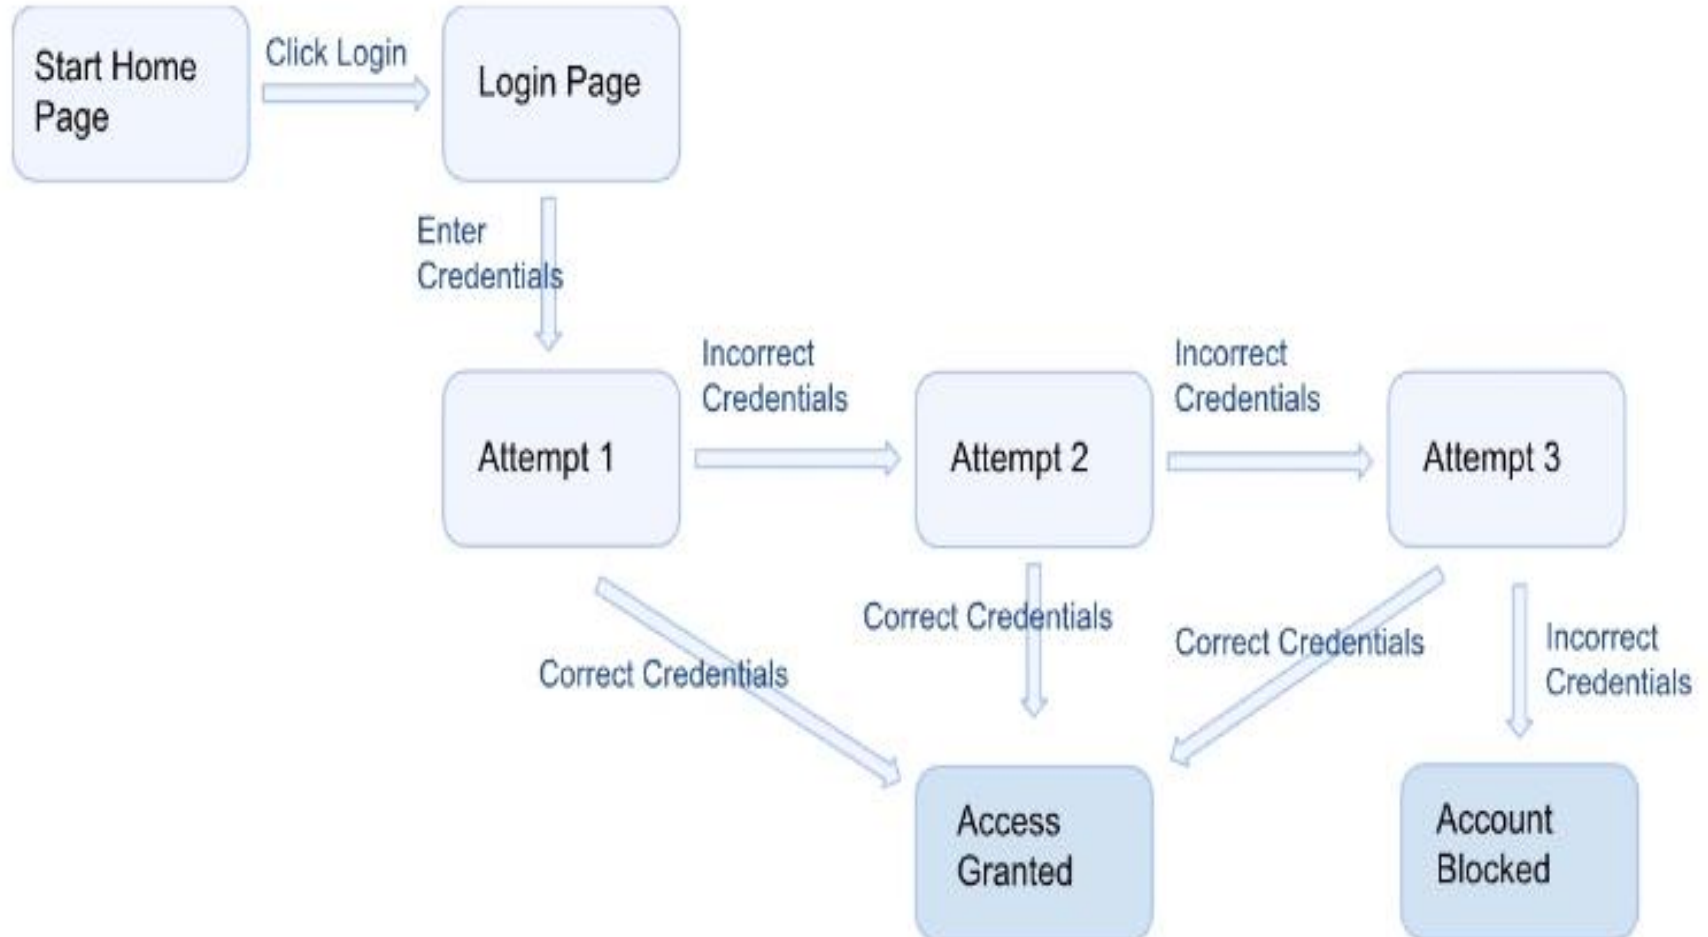 Start Home
Page
Click Login
Login Page
Enter
Credentials
Attempt 1
Incorrect
Credentials
Attempt 2
Incorrect
Credentials
Attempt 3
Correct Credentials
Correct Credentials
Correct Credentials
Incorrect
Credentials
Access
Granted
Account
Blocked